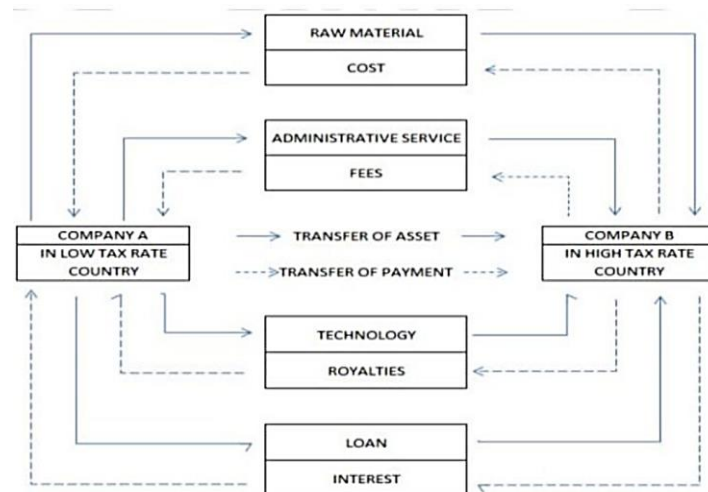 RAW MATERIAL
COST
ADMINISTRATIVE SERVICE
FEES
COMPANY A
IN LOW TAX RATE
COUNTRY
TRANSFER OF ASSET
TRANSFER OF PAYMENT
COMPANY B
IN HIGH TAX RATE
COUNTRY
TECHNOLOGY
ROYALTIES
LOAN
INTEREST